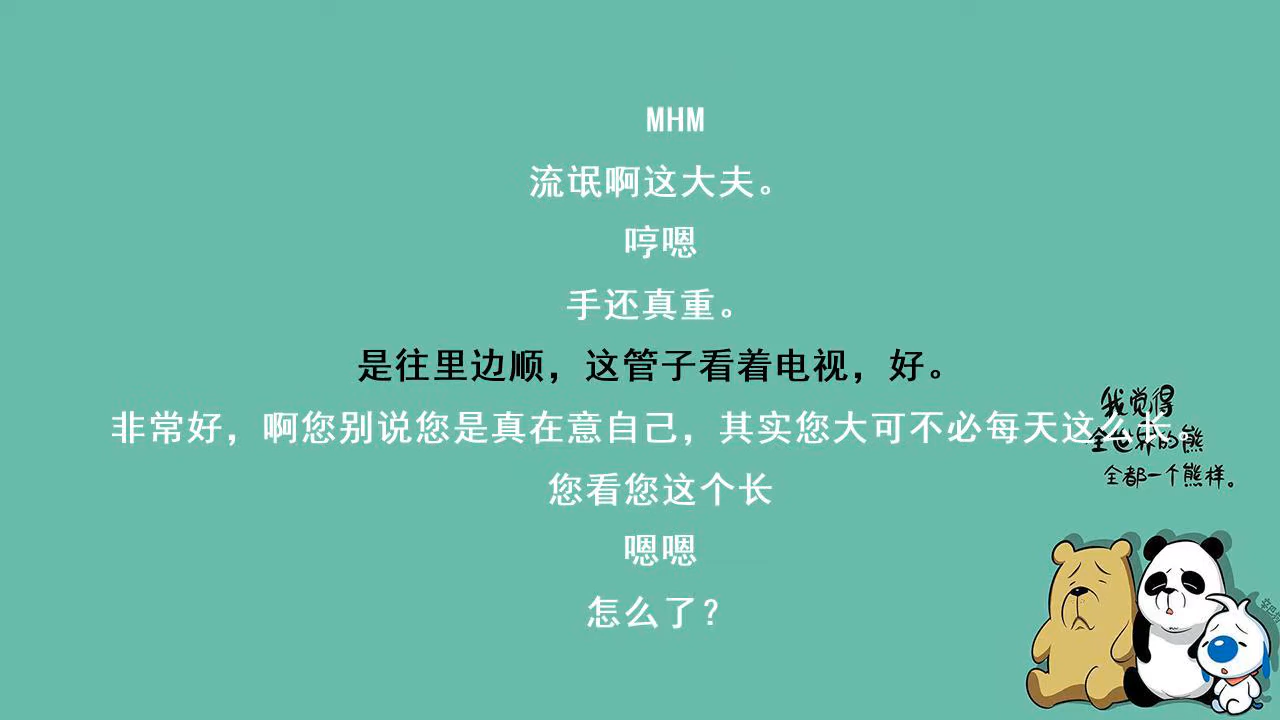 MHM
流氓啊这大夫。
哼嗯
手还真重。
是往里边顺，这管子看着电视，好。
非常好，啊您别说您是真在意自己，其实您大可不必每天这么长。
您看您这个长
嗯嗯
怎么了？
我觉得
全世界的熊
全都一个熊样。